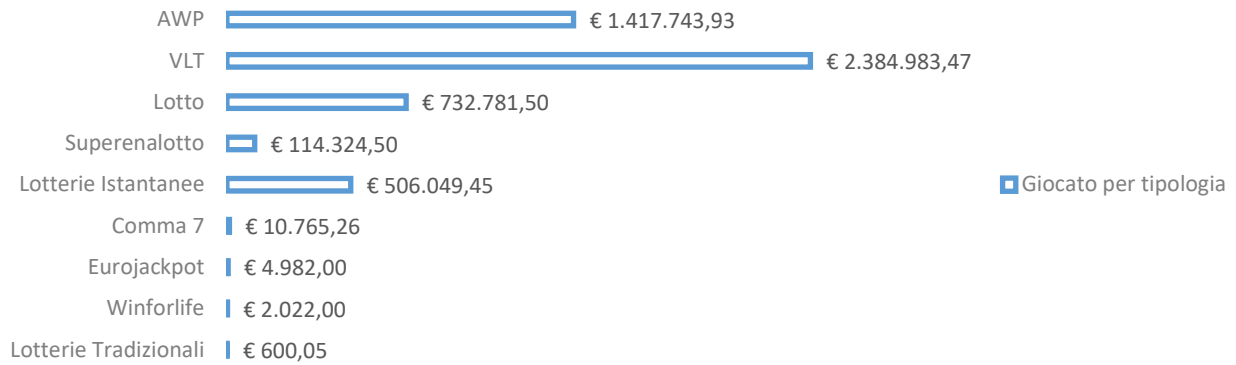 AWP € 1.417.743,93
VLT € 2.384.983,47
Lotto € 732.781,50
Superenalotto € 114.324,50
Lotterie Istantanee € 506.049,45
Giocato per tipologia
Comma 7 € 10.765,26
Eurojackpot € 4.982,00
Winforlife € 2.022,00
Lotterie Tradizionali € 600,05